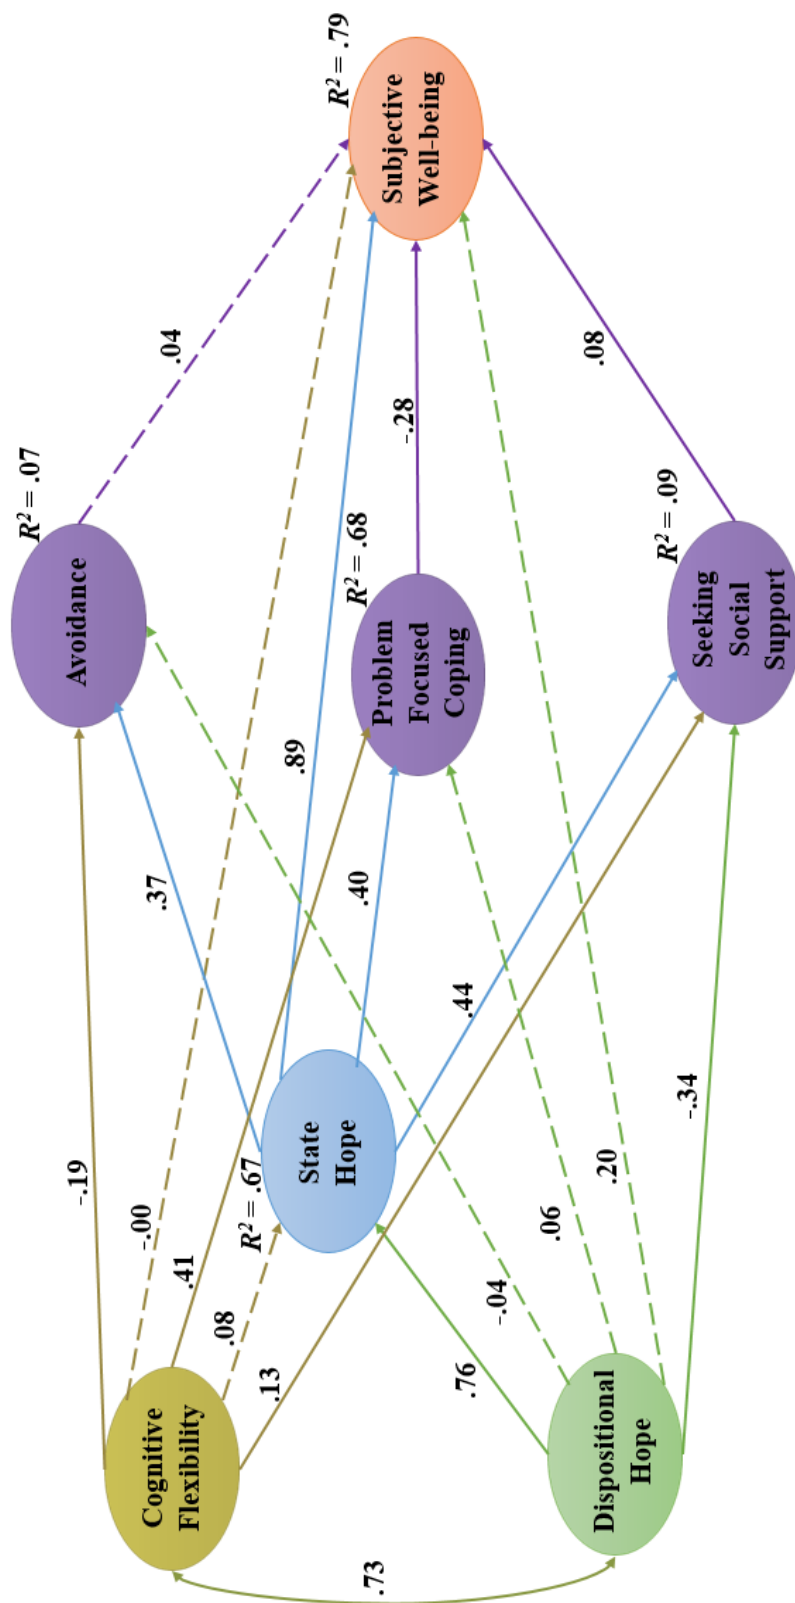 Cognitive
Flexibility
Dispositional
Hope
.73
-.19
-.00
.41
.08
.13
.76
-.04
.06
.20
-.34
State
Hope
R² = .67
.37
.89
.40
.44
Avoidance
R² = .07
Problem
Focused
Coping
R² = .68
Seeking
Social
Support
R² = .09
.04
-.28
.08
Subjective
Well-being
R² = .79